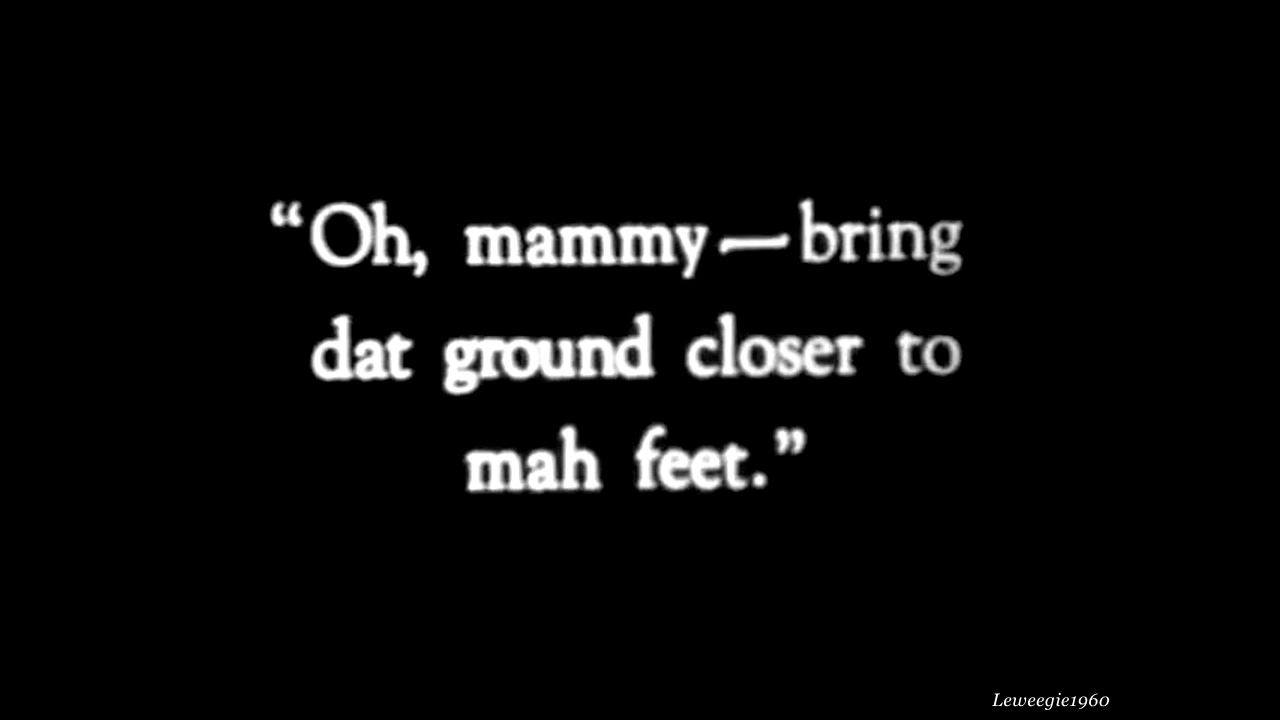 “Oh, mammy—bring
dat ground closer to
mah feet.”
Leweegie1960